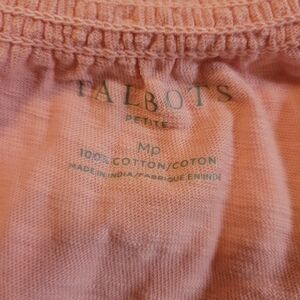 TALBOTS
PETITE
Mp
100% COTTON/COTON
MADE IN INDIA/FABRIQUE EN INDE